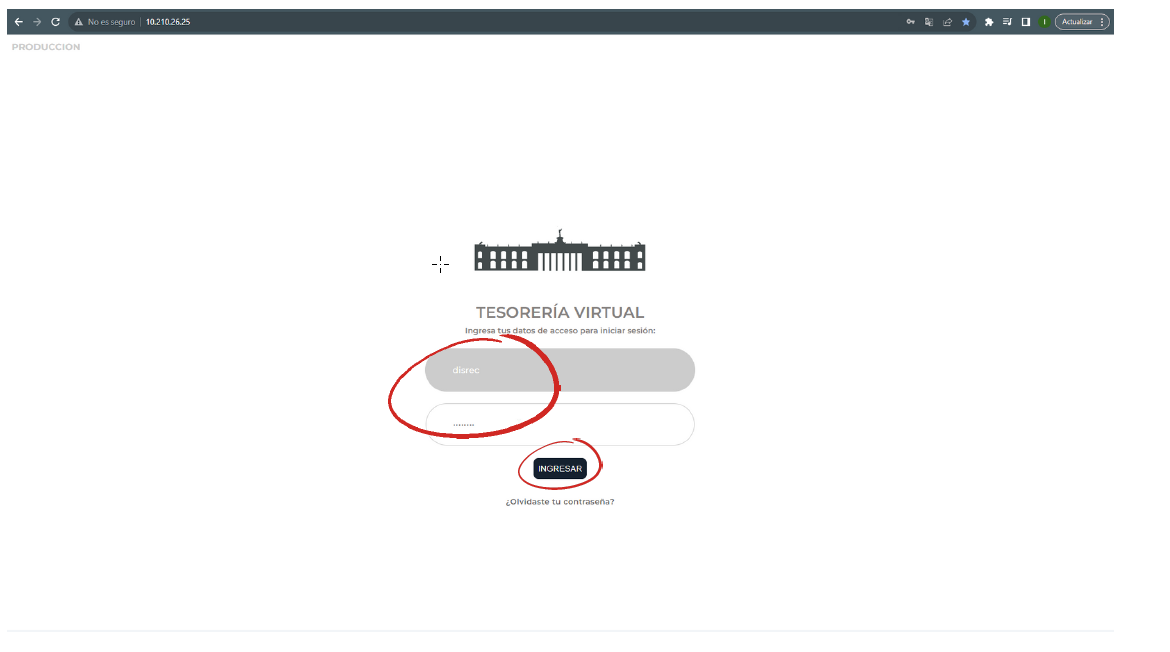 No es seguro | 10.210.26.25
Actualizar
PRODUCCION
TESORERÍA VIRTUAL
Ingresa tus datos de acceso para iniciar sesión:
disrec
········
INGRESAR
¿Olvidaste tu contraseña?